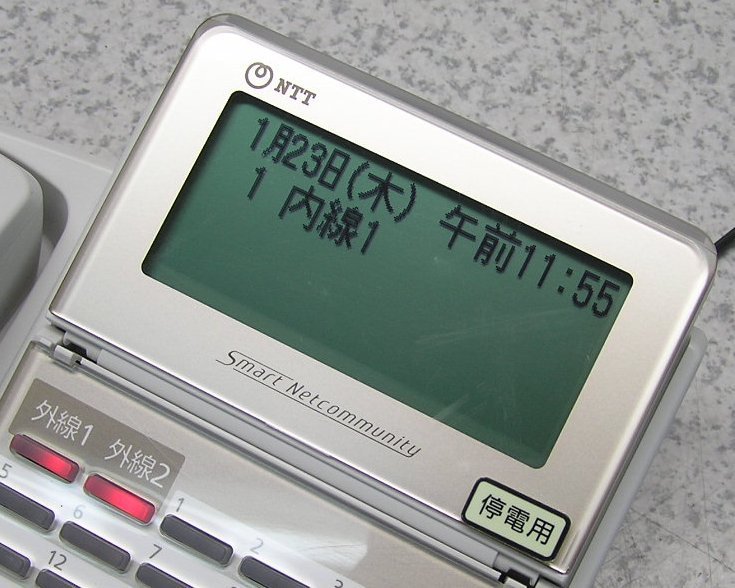 NTT
1月23日(木) 午前11:55
1 内線1
Smart Netcommunity
外線1 外線2
停電用
5 6 1 2 3
12 7